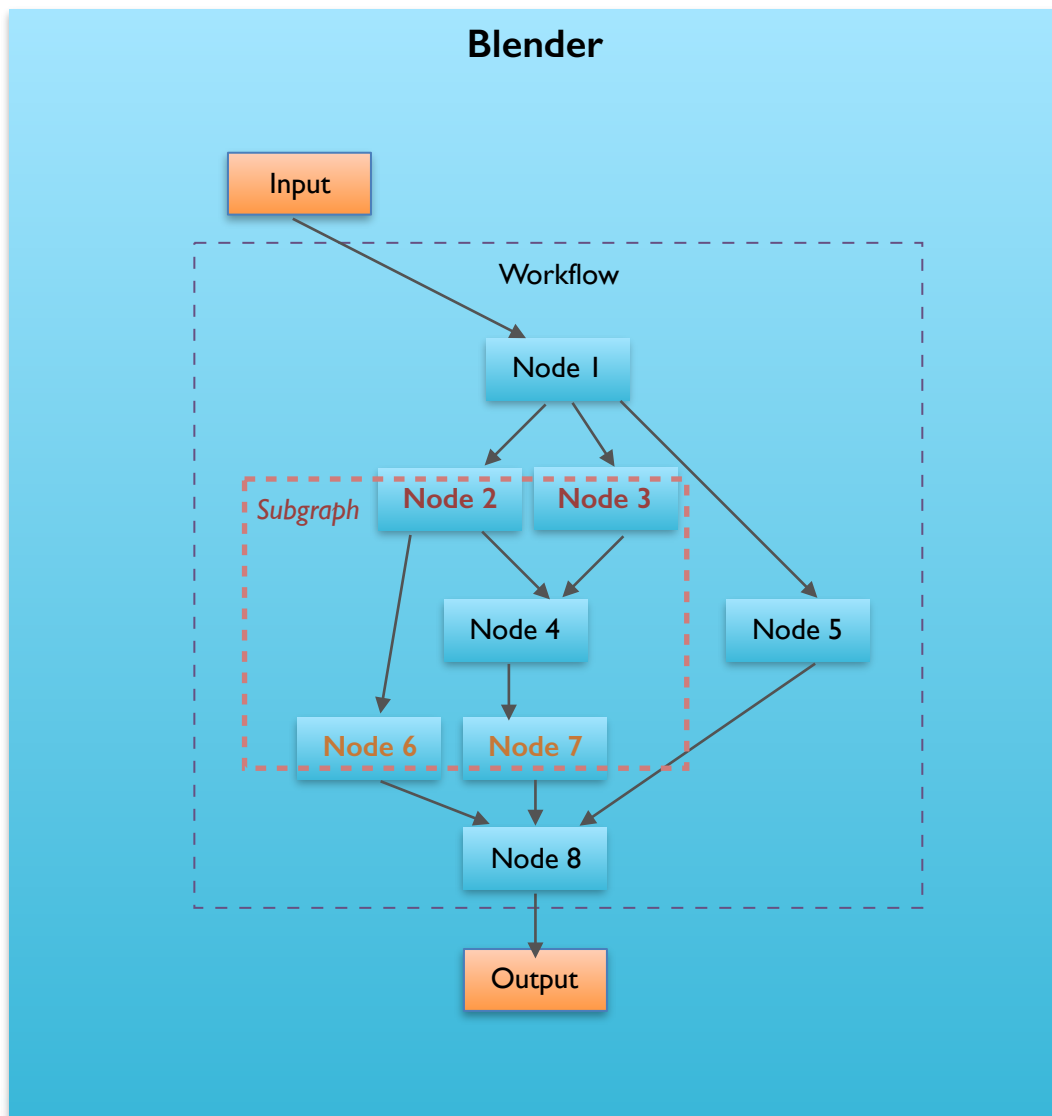 Blender
Input
Workflow
Node 1
Subgraph
Node 2
Node 3
Node 4
Node 5
Node 6
Node 7
Node 8
Output